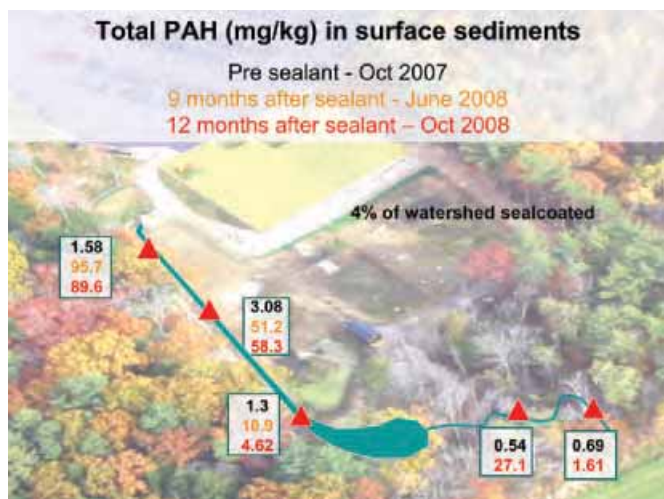 Total PAH (mg/kg) in surface sediments
Pre sealant - Oct 2007
9 months after sealant - June 2008
12 months after sealant – Oct 2008
4% of watershed sealcoated
1.58
95.7
89.6
3.08
51.2
58.3
1.3
10.9
4.62
0.54
27.1
0.69
1.61